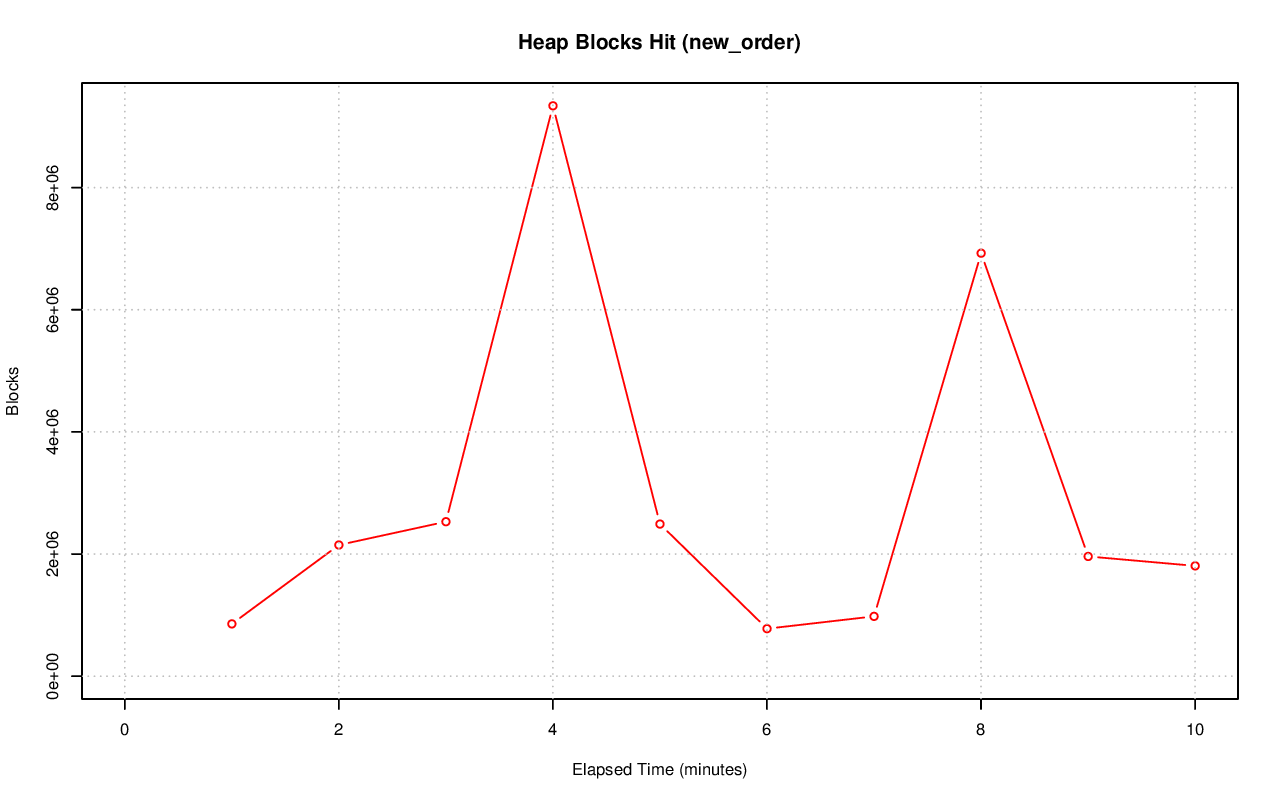 Heap Blocks Hit (new_order)
8e+06
6e+06
4e+06
2e+06
0e+00
Blocks
0 2 4 6 8 10
Elapsed Time (minutes)